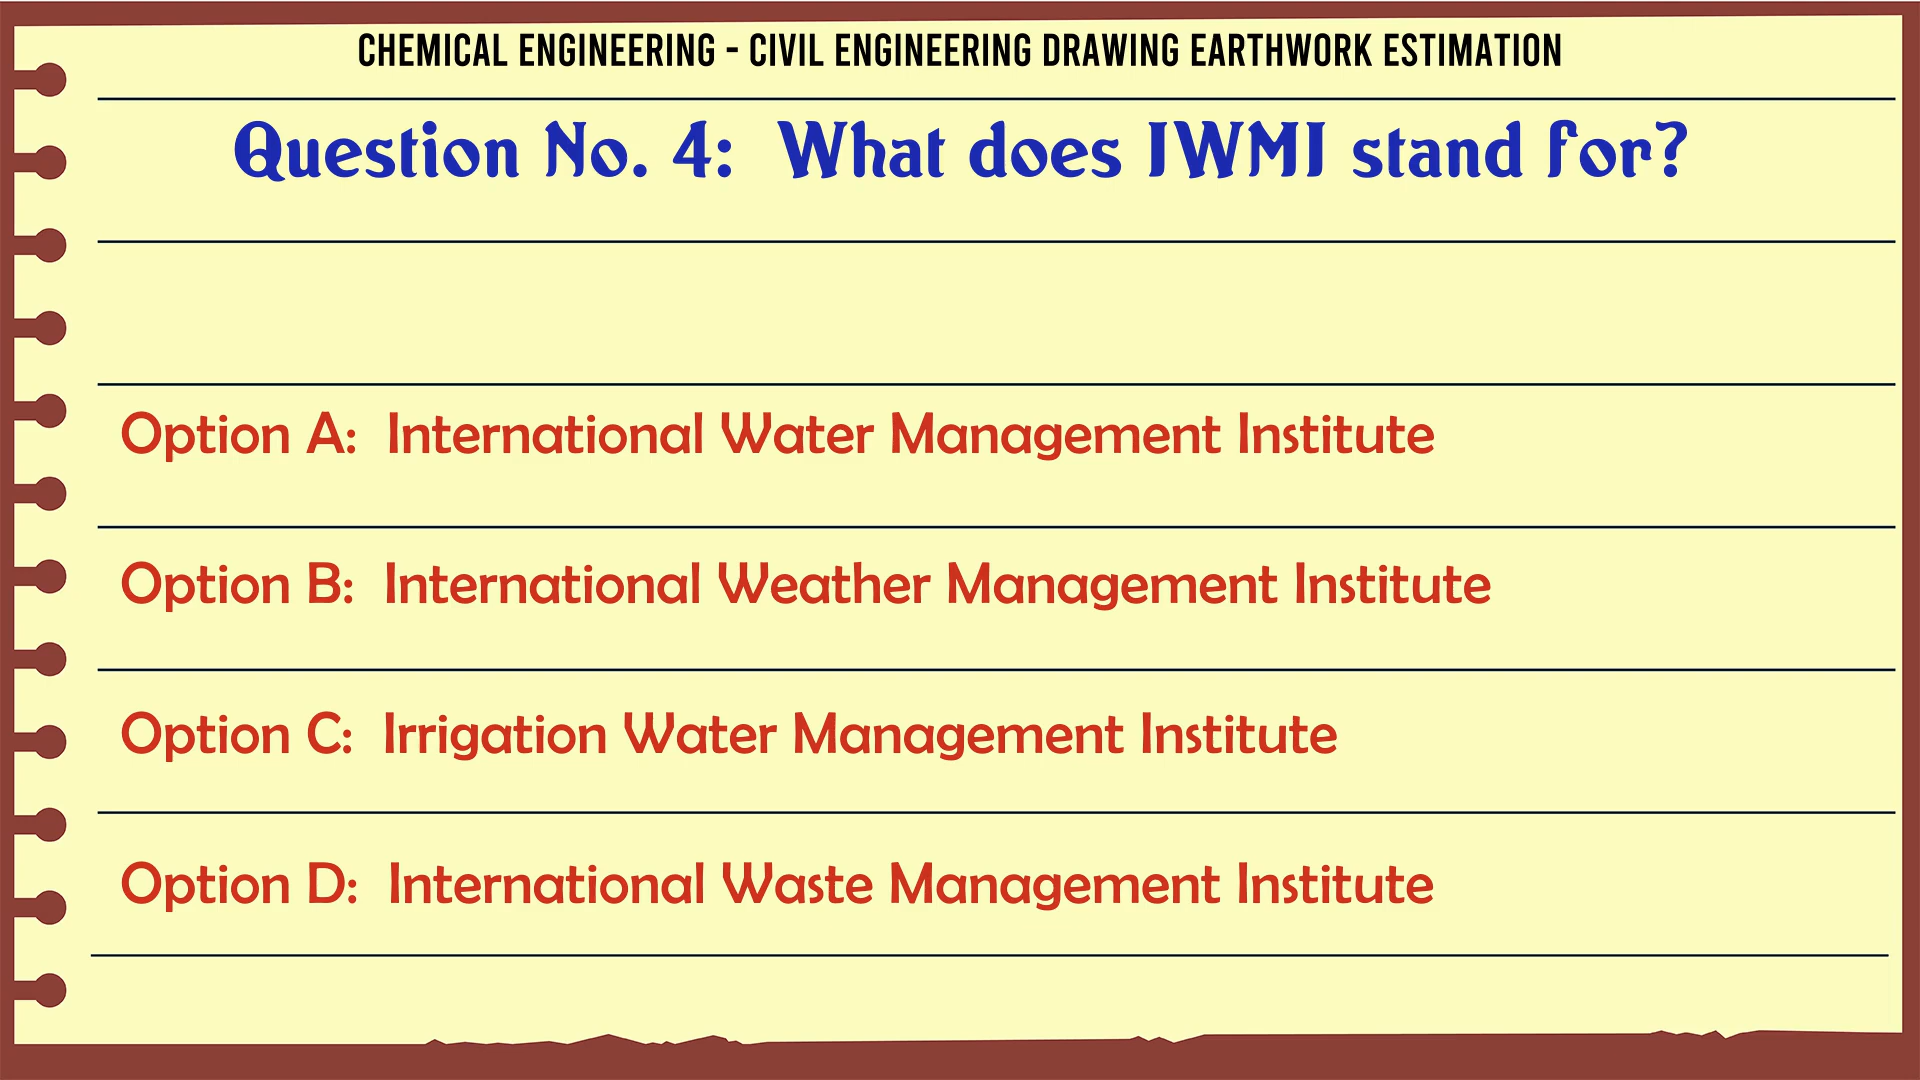 CHEMICAL ENGINEERING - CIVIL ENGINEERING DRAWING EARTHWORK ESTIMATION
Question No. 4: What does IWMI stand for?
Option A: International Water Management Institute
Option B: International Weather Management Institute
Option C: Irrigation Water Management Institute
Option D: International Waste Management Institute